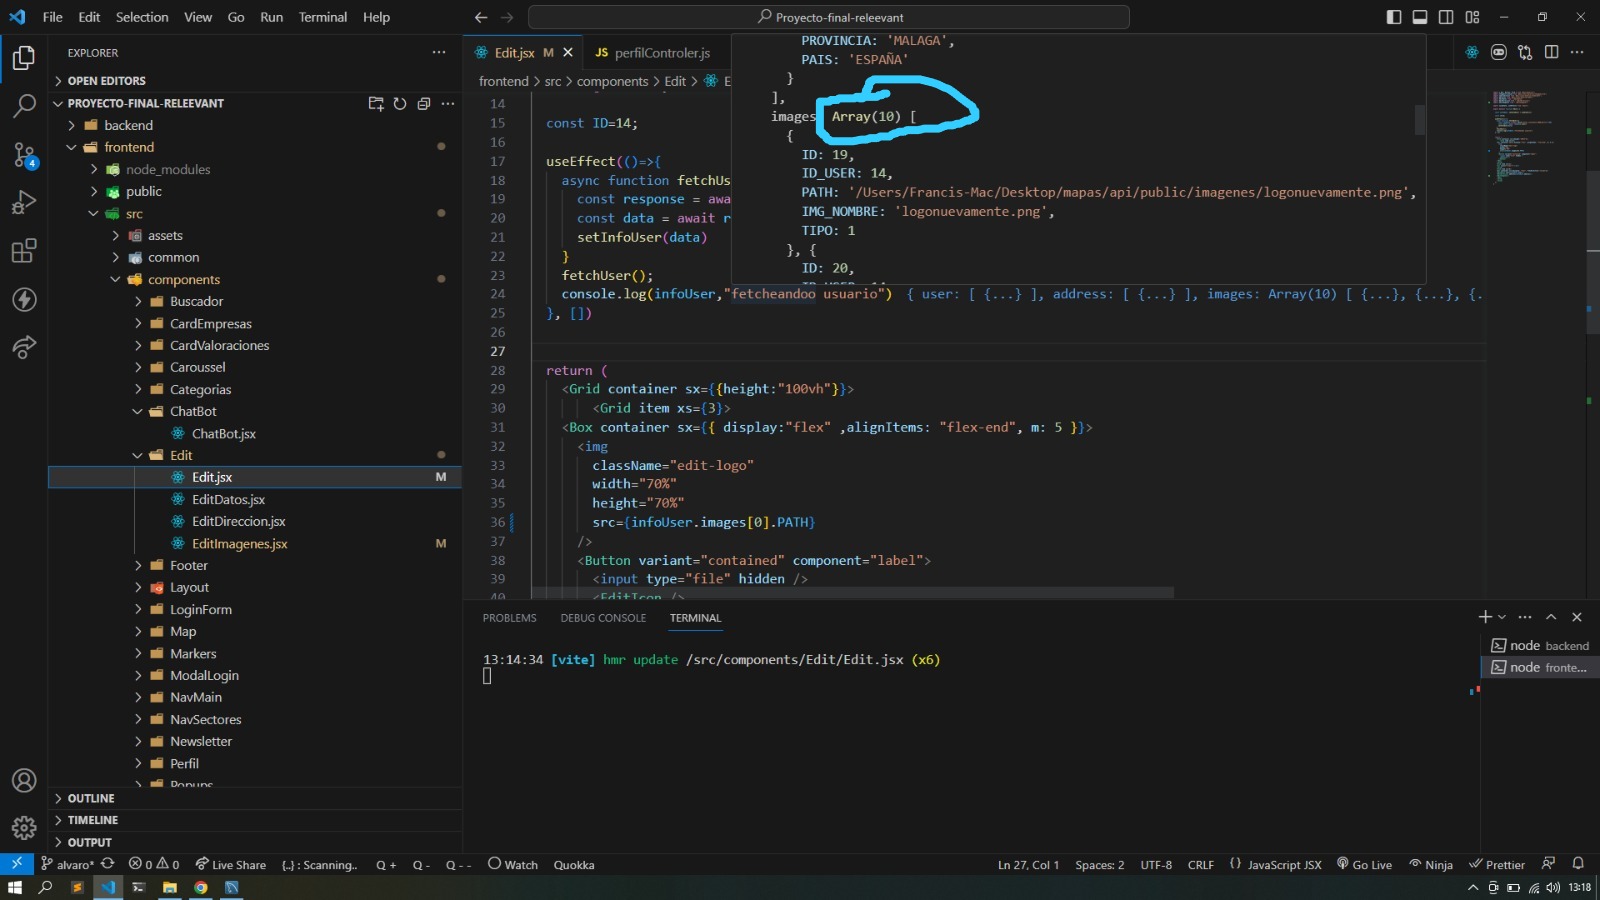 File Edit Selection View Go Run Terminal Help
Proyecto-final-releevant
EXPLORER
OPEN EDITORS
PROYECTO-FINAL-RELEEVANT
backend
frontend
node_modules
public
src
assets
common
components
Buscador
CardEmpresas
CardValoraciones
Caroussel
Categorias
ChatBot
ChatBot.jsx
Edit
Edit.jsx M
EditDatos.jsx
EditDireccion.jsx
EditImagenes.jsx M
Footer
Layout
LoginForm
Map
Markers
ModalLogin
NavMain
NavSectores
Newsletter
Perfil
Popups
OUTLINE
TIMELINE
OUTPUT
4
Edit.jsx M
JS perfilControler.js
frontend > src > components > Edit > E
PROVINCIA: 'MALAGA',
PAIS: 'ESPAÑA'
}
],
images Array(10) [
{
ID: 19,
ID_USER: 14,
PATH: '/Users/Francis-Mac/Desktop/mapas/api/public/imagenes/logonuevamente.png',
IMG_NOMBRE: 'logonuevamente.png',
TIPO: 1
}, {
ID: 20,
14
15 const ID=14;
16
17 useEffect(()=>{
18 async function fetchUs
19 const response = awa
20 const data = await r
21 setInfoUser(data)
22 }
23 fetchUser();
24 console.log(infoUser,"fetcheandoo usuario") { user: [ {...} ], address: [ {...} ], images: Array(10) [ {...}, {...}, {.
25 }, [])
26
27
28 return (
29 <Grid container sx={{height:"100vh"}}>
30 <Grid item xs={3}>
31 <Box container sx={{ display:"flex" ,alignItems: "flex-end", m: 5 }}>
32 <img
33 className="edit-logo"
34 width="70%"
35 height="70%"
36 src={infoUser.images[0].PATH}
37 />
38 <Button variant="contained" component="label">
39 <input type="file" hidden />
40 <EditIcon />
PROBLEMS DEBUG CONSOLE TERMINAL
13:14:34 [vite] hmr update /src/components/Edit/Edit.jsx (x6)
node backend
node fronte...
alvaro* 0 0 Live Share {..} : Scanning.. Q + Q - Q - - Watch Quokka
Ln 27, Col 1 Spaces: 2 UTF-8 CRLF {} JavaScript JSX Go Live Ninja Prettier
13:18